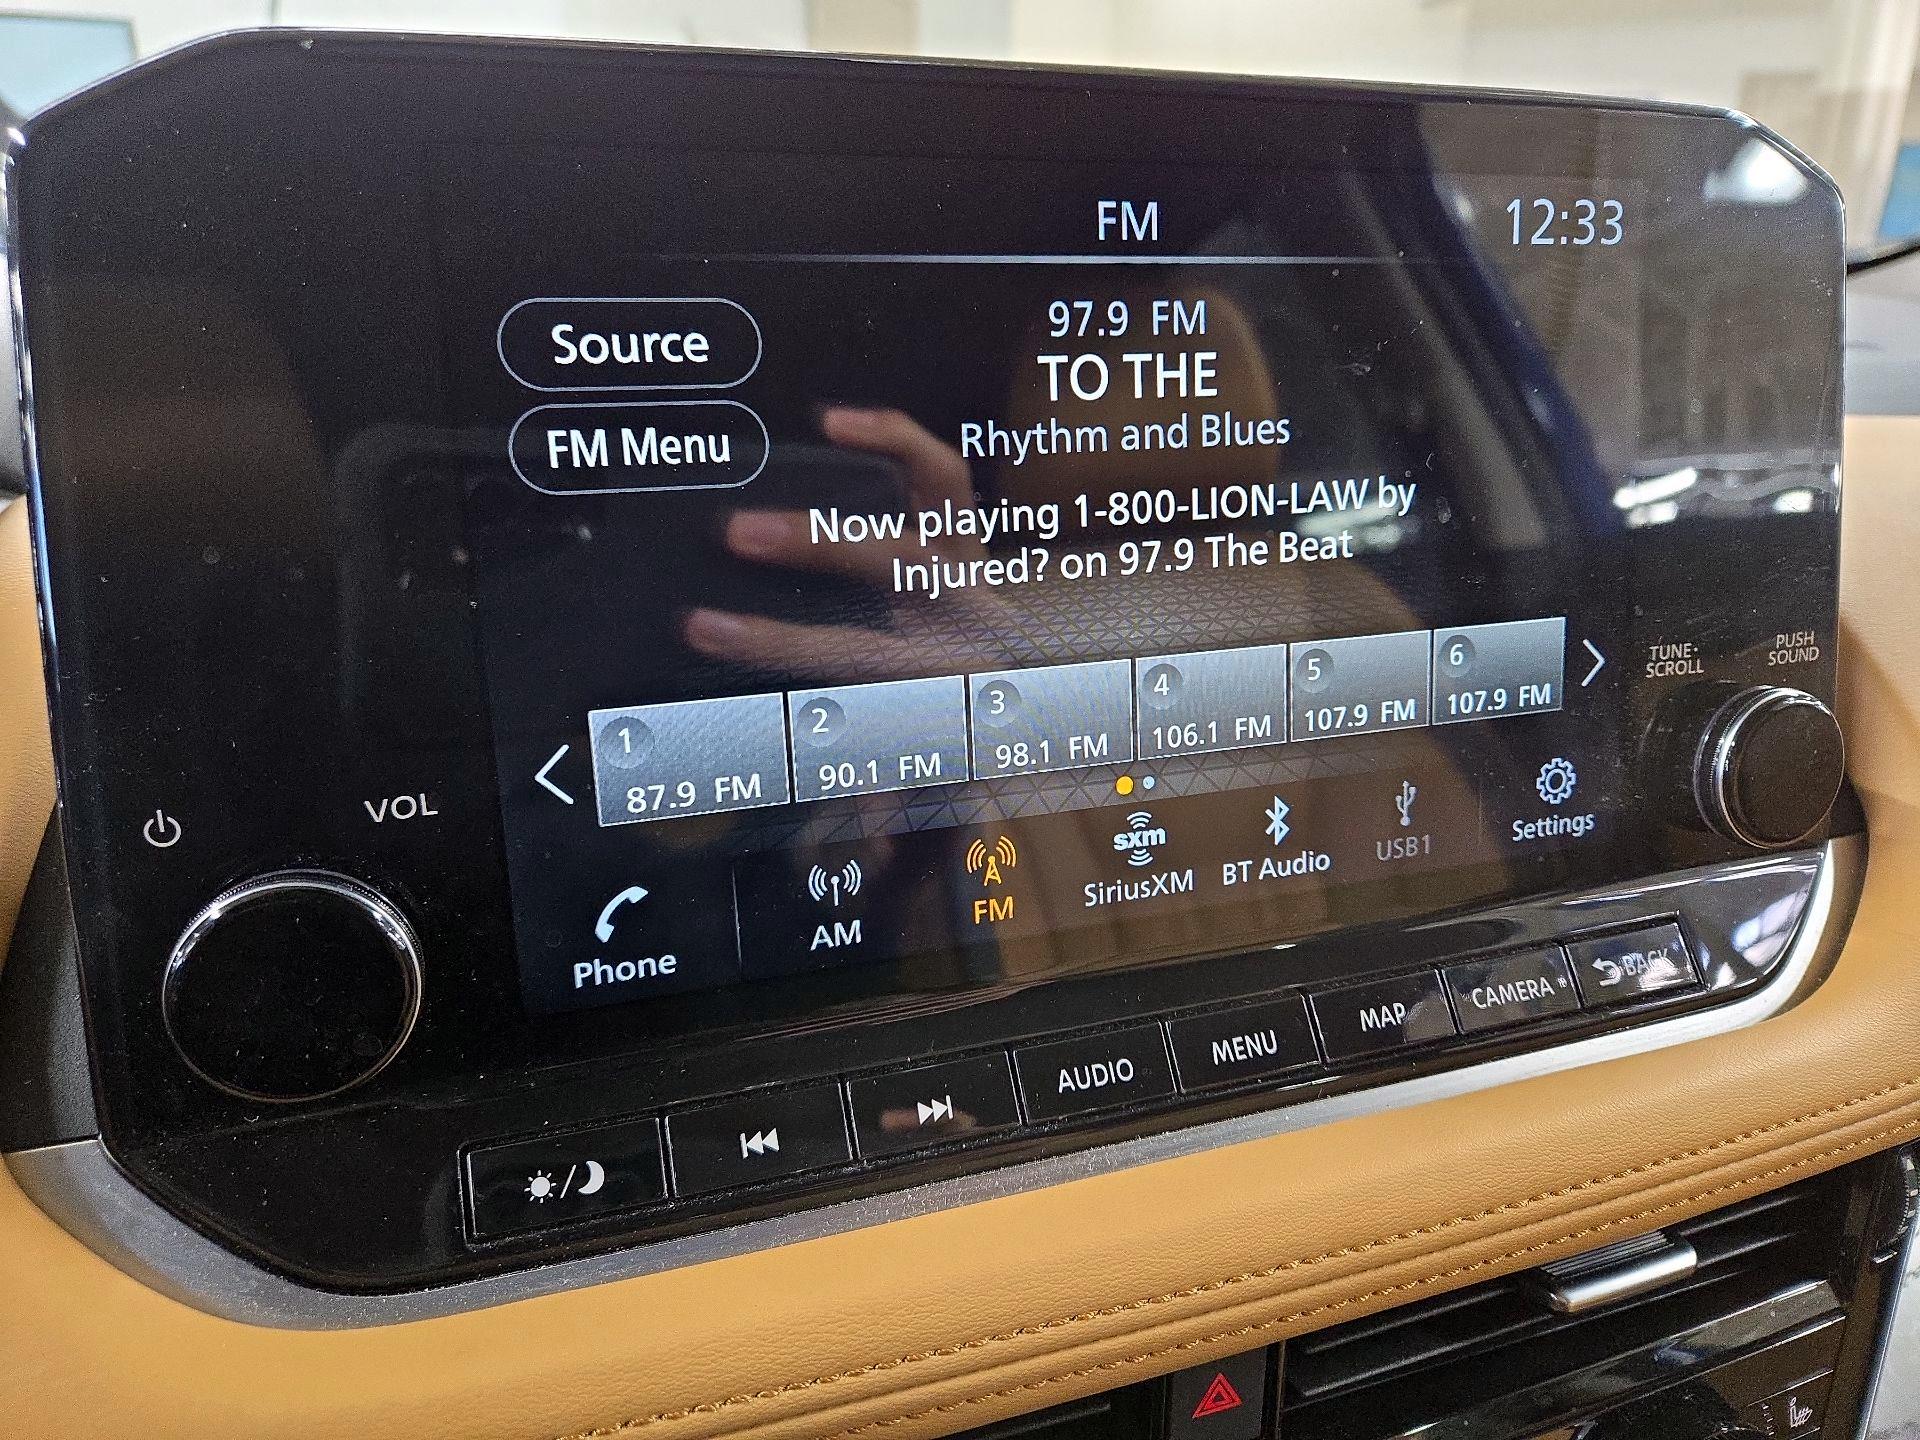 FM
12:33
Source
97.9 FM
TO THE
FM Menu
Rhythm and Blues
Now playing 1-800-LION-LAW by
Injured? on 97.9 The Beat
1
87.9 FM
2
90.1 FM
3
98.1 FM
4
106.1 FM
5
107.9 FM
6
107.9 FM
TUNE·
SCROLL
PUSH
SOUND
VOL
Phone
AM
FM
sxm
SiriusXM
BT Audio
USB1
Settings
AUDIO
MENU
MAP
CAMERA
BACK